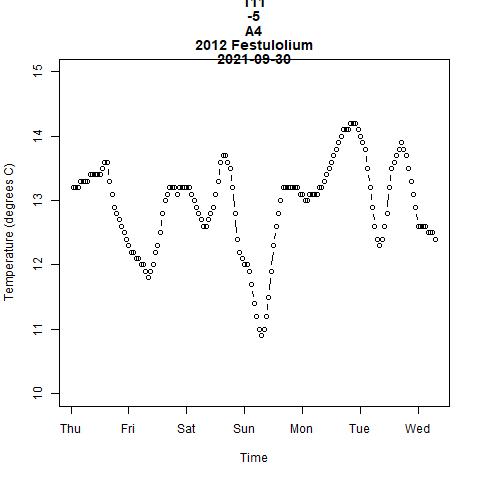 -5
A4
2012 Festulolium
2021-09-30
Temperature (degrees C)
15
14
13
12
11
10
Thu Fri Sat Sun Mon Tue Wed
Time